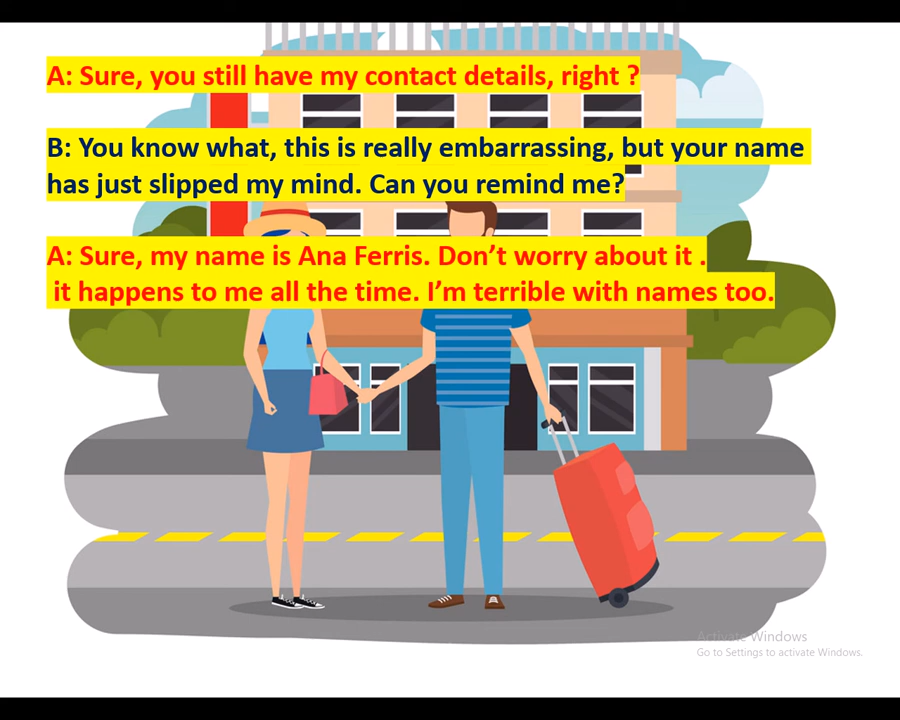 A: Sure, you still have my contact details, right ?
B: You know what, this is really embarrassing, but your name
has just slipped my mind. Can you remind me?
A: Sure, my name is Ana Ferris. Don’t worry about it .
it happens to me all the time. I’m terrible with names too.
Activate Windows
Go to Settings to activate Windows.